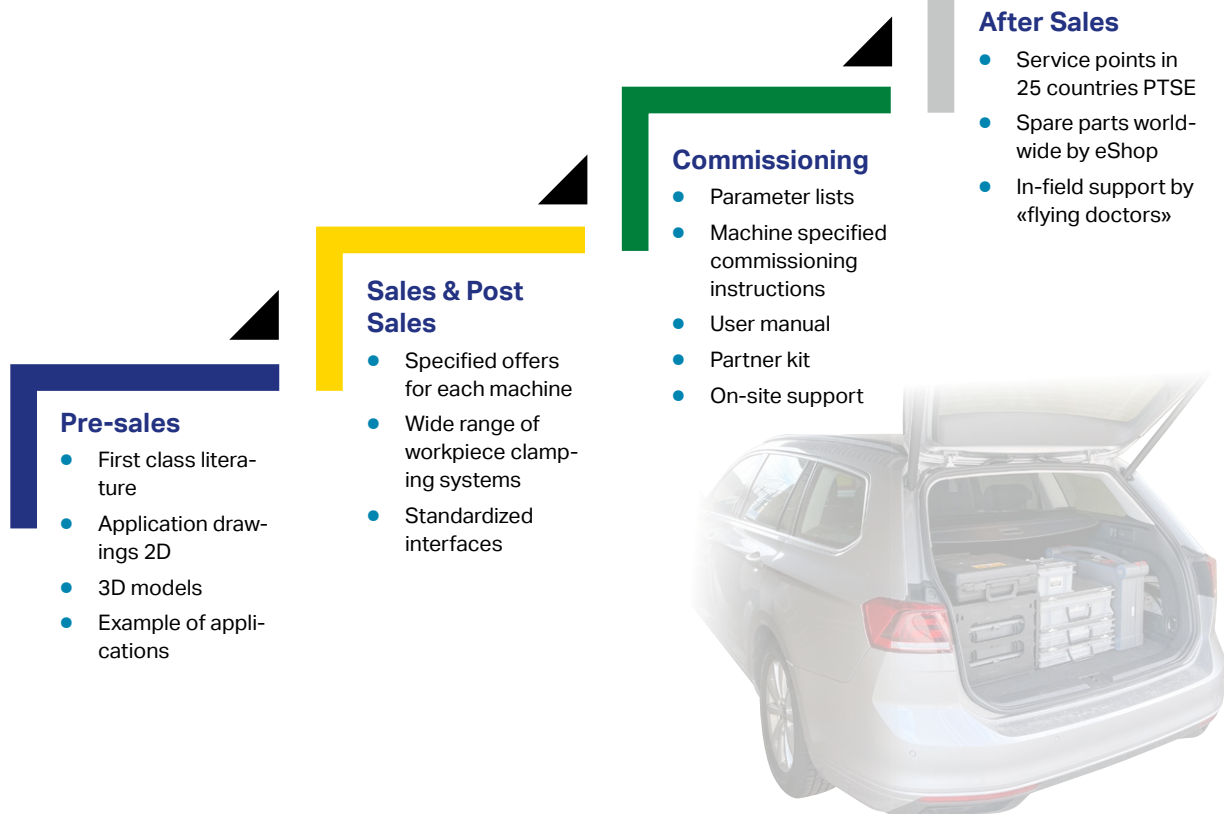 Pre-sales
First class litera-
ture
Application draw-
ings 2D
3D models
Example of appli-
cations
Sales & Post
Sales
Specified offers
for each machine
Wide range of
workpiece clamp-
ing systems
Standardized
interfaces
Commissioning
Parameter lists
Machine specified
commissioning
instructions
User manual
Partner kit
On-site support
After Sales
Service points in
25 countries PTSE
Spare parts world-
wide by eShop
In-field support by
«flying doctors»